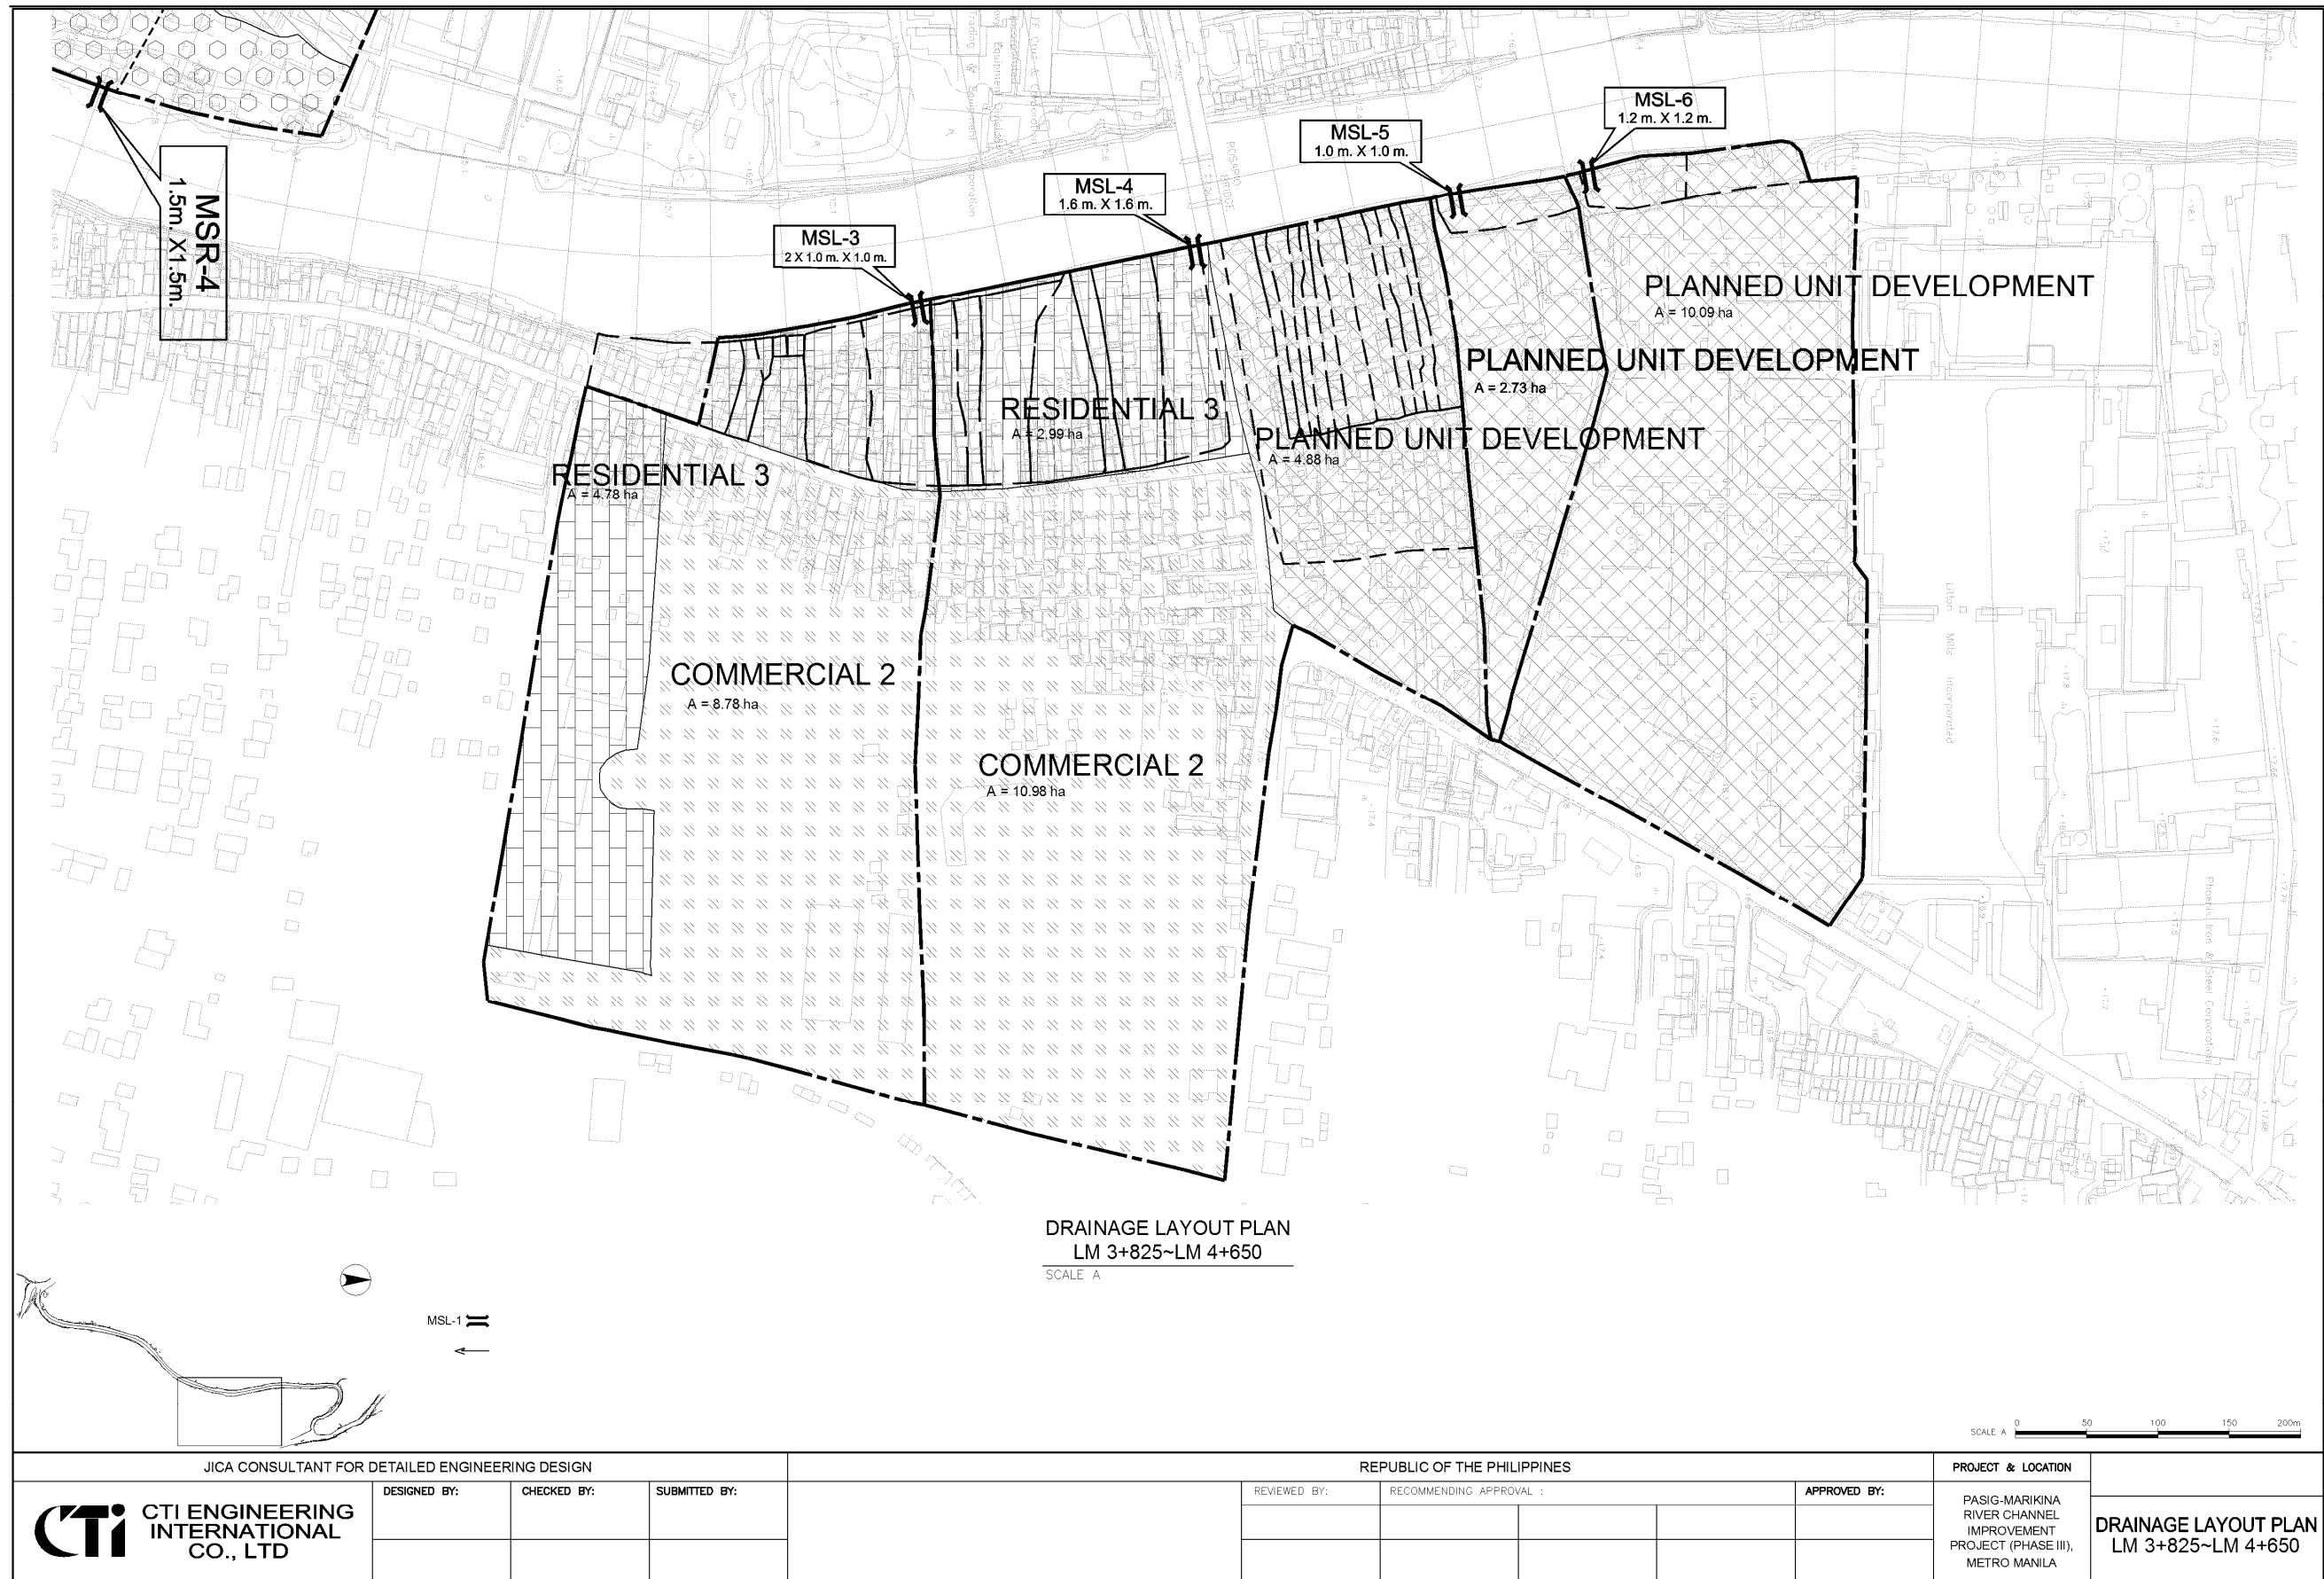 MSR-4
1.5m. X1.5m.
MSL-3
2 X 1.0 m. X 1.0 m.
MSL-4
1.6 m. X 1.6 m.
MSL-5
1.0 m. X 1.0 m.
MSL-6
1.2 m. X 1.2 m.
PLANNED UNIT DEVELOPMENT
A = 10.09 ha
PLANNED UNIT DEVELOPMENT
A = 2.73 ha
RESIDENTIAL 3
A = 2.99 ha
PLANNED UNIT DEVELOPMENT
A = 4.88 ha
RESIDENTIAL 3
A = 4.78 ha
COMMERCIAL 2
A = 8.78 ha
COMMERCIAL 2
A = 10.98 ha
Litton Mills Incorporated
DRAINAGE LAYOUT PLAN
LM 3+825~LM 4+650
SCALE A
MSL-1
SCALE A
0 50 100 150 200m
JICA CONSULTANT FOR DETAILED ENGINEERING DESIGN
CTi
CTI ENGINEERING
INTERNATIONAL
CO., LTD
DESIGNED BY:
CHECKED BY:
SUBMITTED BY:
REPUBLIC OF THE PHILIPPINES
REVIEWED BY:
RECOMMENDING APPROVAL :
APPROVED BY:
PROJECT & LOCATION
PASIG-MARIKINA
RIVER CHANNEL
IMPROVEMENT
PROJECT (PHASE III),
METRO MANILA
DRAINAGE LAYOUT PLAN
LM 3+825~LM 4+650